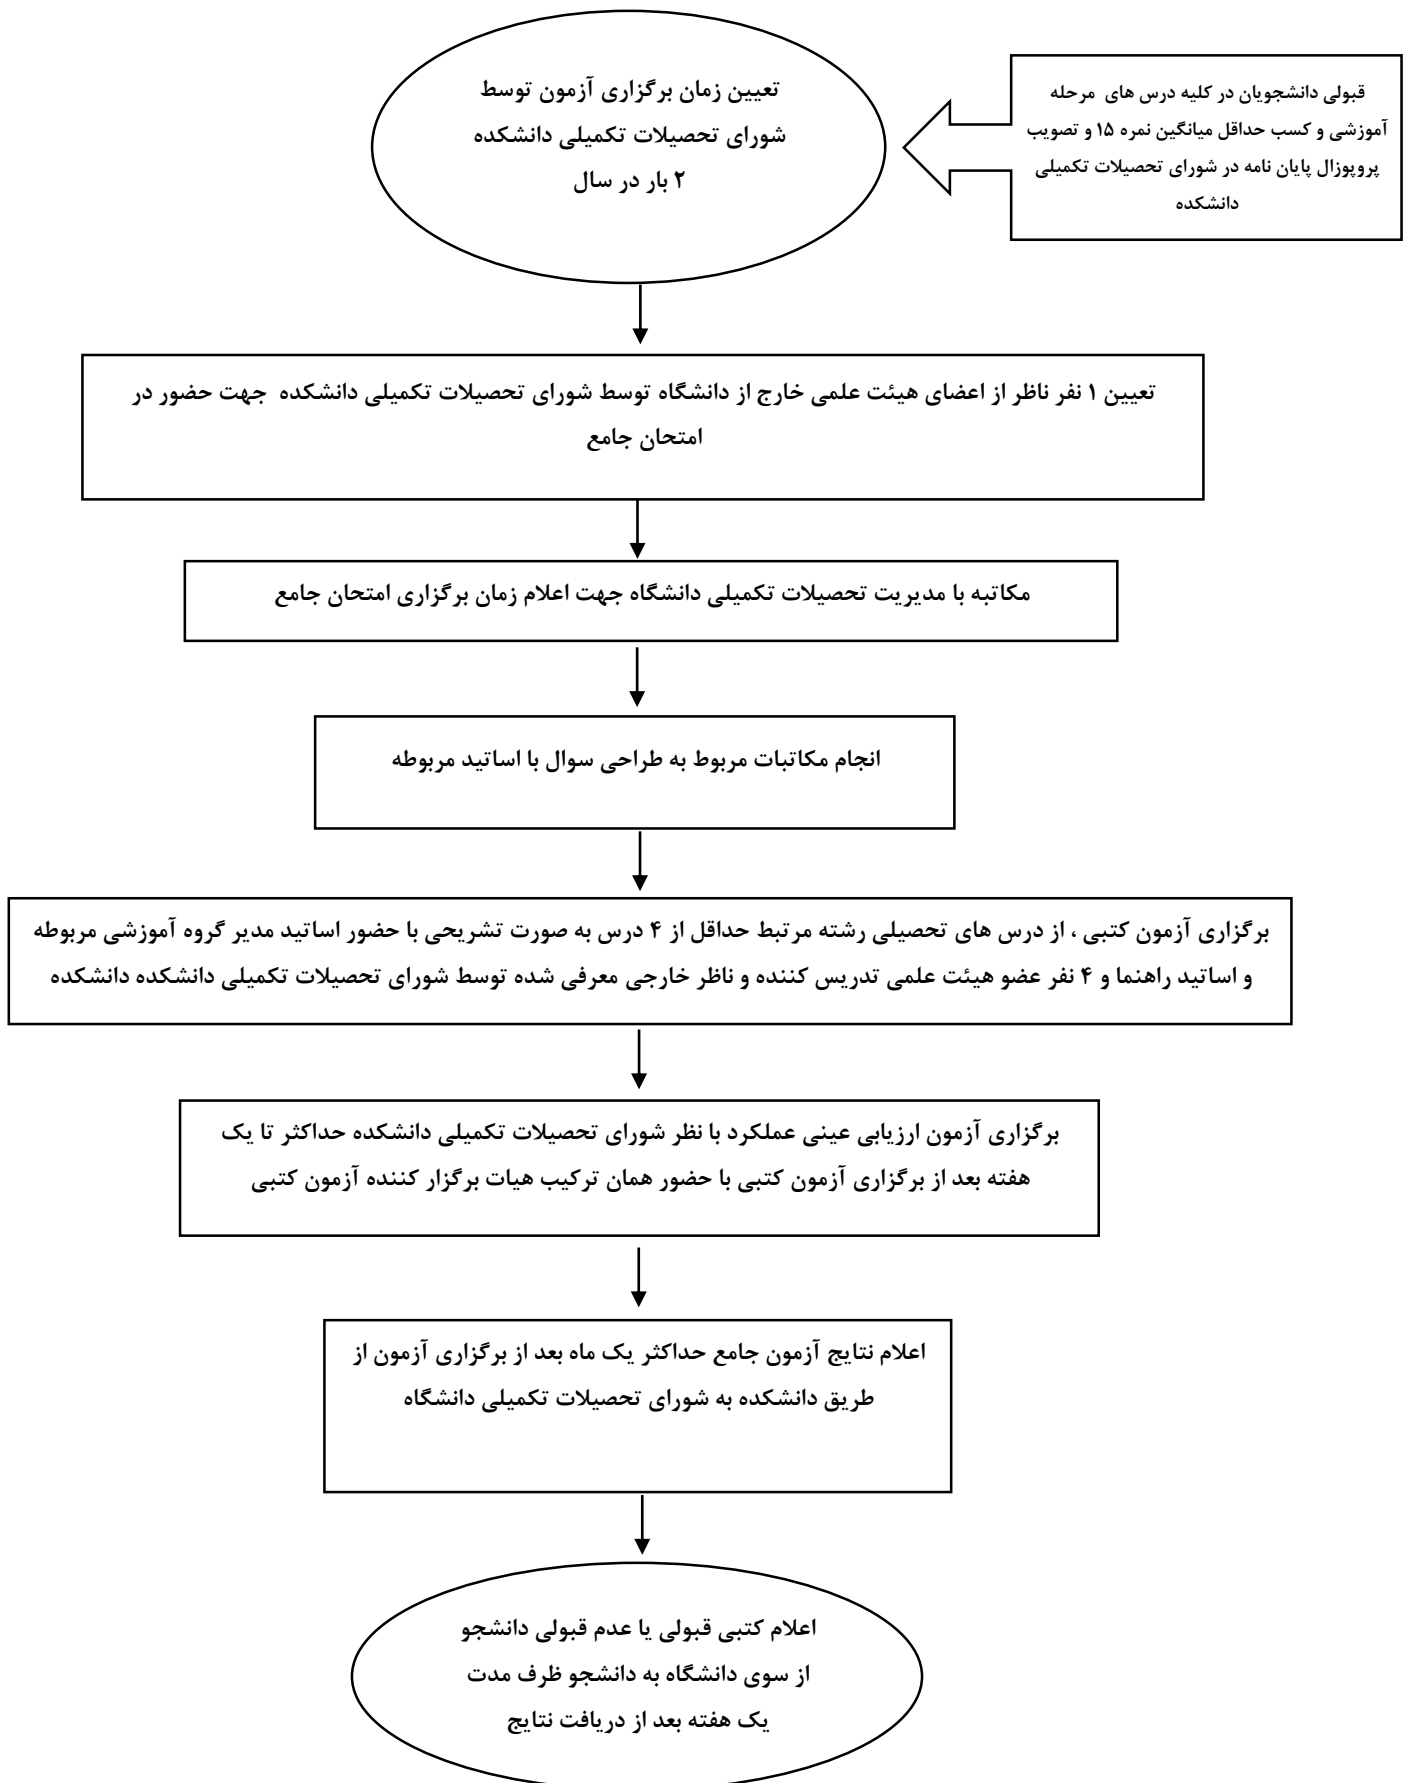 تعیین زمان برگزاری آزمون توسط
شورای تحصیلات تکمیلی دانشکده
۲ بار در سال
قبولی دانشجویان در کلیه درس های مرحله
آموزشی و کسب حداقل میانگین نمره ۱۵ و تصویب
پروپوزال پایان نامه در شورای تحصیلات تکمیلی
دانشکده
تعیین ۱ نفر ناظر از اعضای هیئت علمی خارج از دانشگاه توسط شورای تحصیلات تکمیلی دانشکده جهت حضور در
امتحان جامع
مکاتبه با مدیریت تحصیلات تکمیلی دانشگاه جهت اعلام زمان برگزاری امتحان جامع
انجام مکاتبات مربوط به طراحی سوال با اساتید مربوطه
برگزاری آزمون کتبی ، از درس های تحصیلی رشته مرتبط حداقل از ۴ درس به صورت تشریحی با حضور اساتید مدیر گروه آموزشی مربوطه
و اساتید راهنما و ۴ نفر عضو هیئت علمی تدریس کننده و ناظر خارجی معرفی شده توسط شورای تحصیلات تکمیلی دانشکده دانشکده
برگزاری آزمون ارزیابی عینی عملکرد با نظر شورای تحصیلات تکمیلی دانشکده حداکثر تا یک
هفته بعد از برگزاری آزمون کتبی با حضور همان ترکیب هیات برگزار کننده آزمون کتبی
اعلام نتایج آزمون جامع حداکثر یک ماه بعد از برگزاری آزمون از
طریق دانشکده به شورای تحصیلات تکمیلی دانشگاه
اعلام کتبی قبولی یا عدم قبولی دانشجو
از سوی دانشگاه به دانشجو ظرف مدت
یک هفته بعد از دریافت نتایج